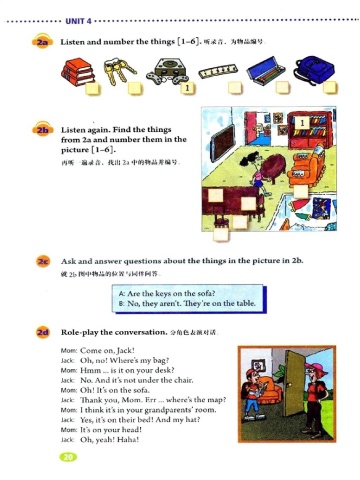 UNIT 4
2a Listen and number the things [1–6]. 听录音，为物品编号.
1
2b Listen again. Find the things
from 2a and number them in the
picture [1–6].
再听一遍录音，找出 2a 中的物品并编号.
1
2c Ask and answer questions about the things in the picture in 2b.
就 2b 图中物品的位置与同伴问答.
A: Are the keys on the sofa?
B: No, they aren't. They're on the table.
2d Role-play the conversation. 分角色表演对话.
Mom: Come on, Jack!
Jack: Oh, no! Where's my bag?
Mom: Hmm ... is it on your desk?
Jack: No. And it's not under the chair.
Mom: Oh! It's on the sofa.
Jack: Thank you, Mom. Err ... where's the map?
Mom: I think it's in your grandparents' room.
Jack: Yes, it's on their bed! And my hat?
Mom: It's on your head!
Jack: Oh, yeah! Haha!
20